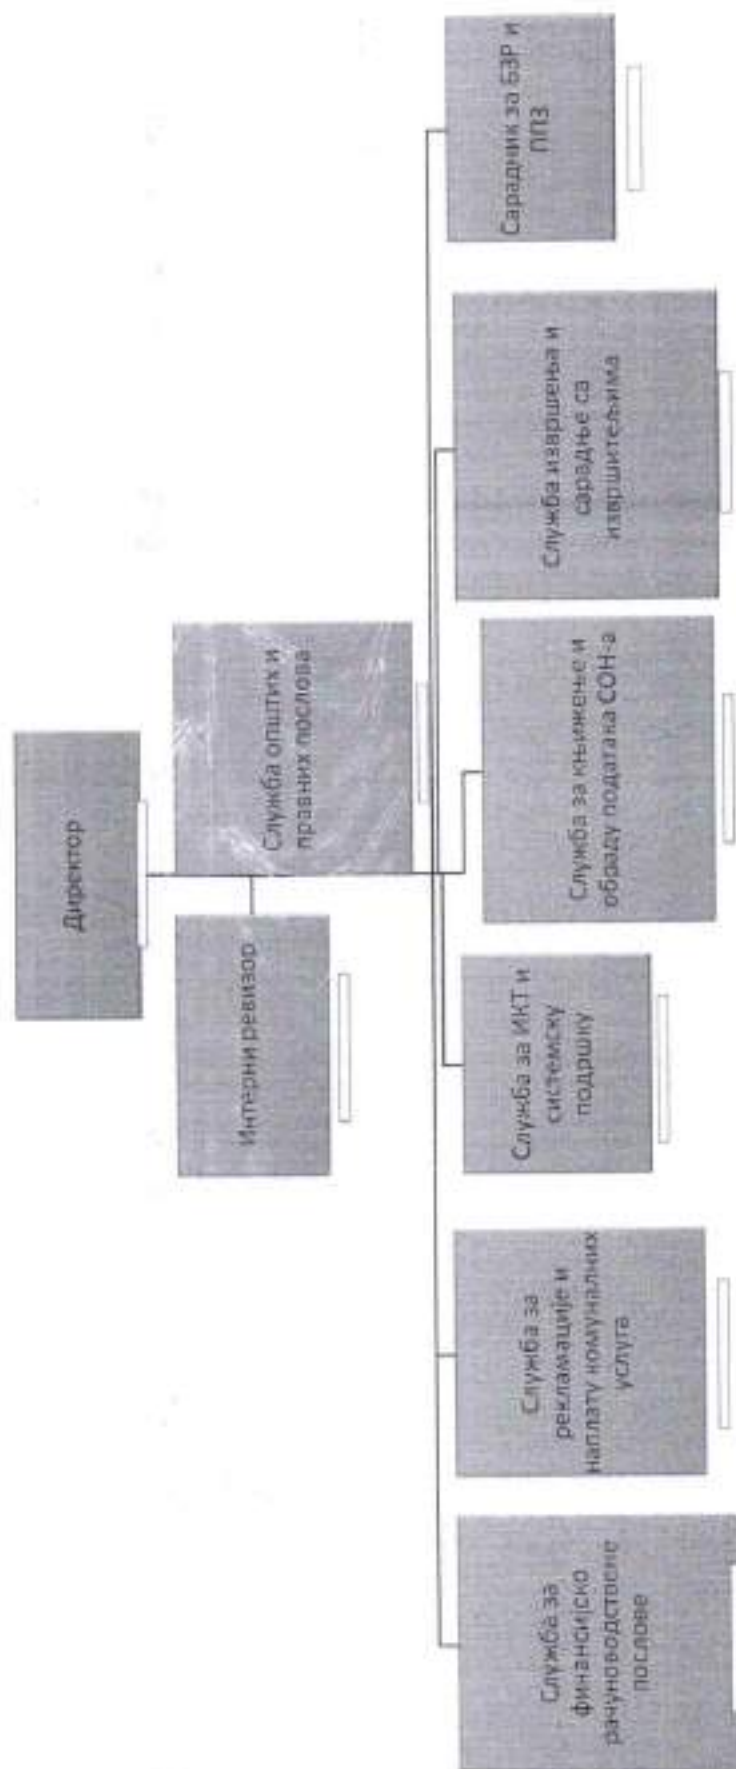 Директор
Интерни ревизор
Служба општих и
правних послова
Служба за
финансијско
рачуноводствене
послове
Служба за
рекламације и
наплату комуналних
услуга
Служба за ИКТ и
системску
подршку
Служба за књижење и
обраду података СОН-а
Служба извршења и
сарадње са
извршитељима
Сарадник за БЗР и
ППЗ